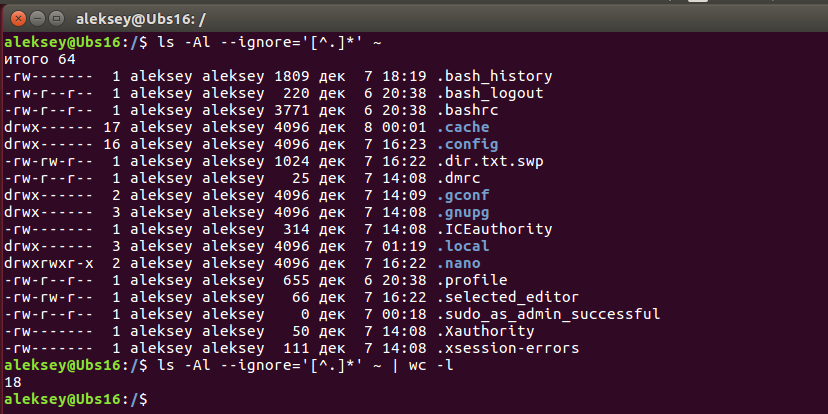 aleksey@Ubs16: /
aleksey@Ubs16:/$ ls -Al --ignore='[^.]*' ~
итого 64
-rw-------  1 aleksey aleksey 1809 дек  7 18:19 .bash_history
-rw-r--r--  1 aleksey aleksey  220 дек  6 20:38 .bash_logout
-rw-r--r--  1 aleksey aleksey 3771 дек  6 20:38 .bashrc
drwx------ 17 aleksey aleksey 4096 дек  8 00:01 .cache
drwx------ 16 aleksey aleksey 4096 дек  7 16:23 .config
-rw-rw-r--  1 aleksey aleksey 1024 дек  7 16:22 .dir.txt.swp
-rw-r--r--  1 aleksey aleksey   25 дек  7 14:08 .dmrc
drwx------  2 aleksey aleksey 4096 дек  7 14:09 .gconf
drwx------  3 aleksey aleksey 4096 дек  7 14:08 .gnupg
-rw-------  1 aleksey aleksey  314 дек  7 14:08 .ICEauthority
drwx------  3 aleksey aleksey 4096 дек  7 01:19 .local
drwxrwxr-x  2 aleksey aleksey 4096 дек  7 16:22 .nano
-rw-r--r--  1 aleksey aleksey  655 дек  6 20:38 .profile
-rw-rw-r--  1 aleksey aleksey   66 дек  7 16:22 .selected_editor
-rw-r--r--  1 aleksey aleksey    0 дек  7 00:18 .sudo_as_admin_successful
-rw-------  1 aleksey aleksey   50 дек  7 14:08 .Xauthority
-rw-------  1 aleksey aleksey  111 дек  7 14:08 .xsession-errors
aleksey@Ubs16:/$ ls -Al --ignore='[^.]*' ~ | wc -l
18
aleksey@Ubs16:/$